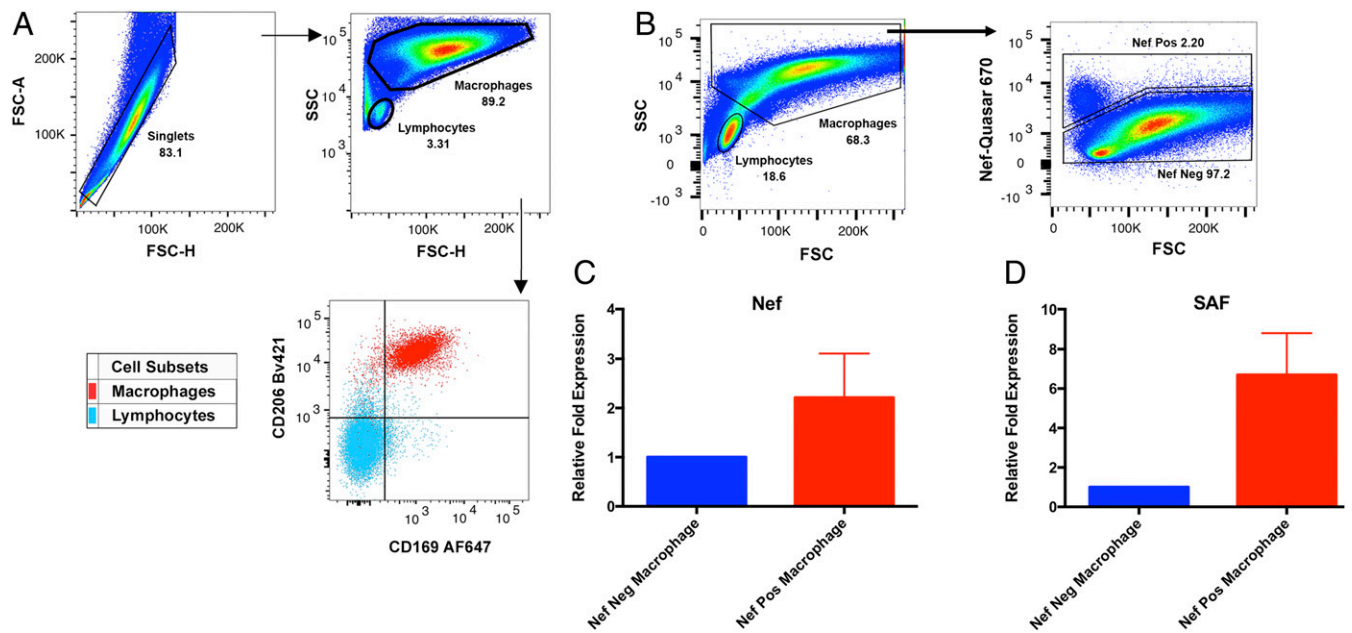 A
FSC-A
200K
100K
Singlets
83.1
100K
200K
FSC-H
SSC
10 5
10 4
10 3
Macrophages
89.2
Lymphocytes
3.31
100K
200K
FSC-H
Cell Subsets
Macrophages
Lymphocytes
CD206 Bv421
10 5
10 4
10 3
10 3
10 4
10 5
CD169 AF647
B
SSC
10 5
10 4
10 3
0
-10 3
Macrophages
68.3
Lymphocytes
18.6
0
100K
200K
FSC
Nef-Quasar 670
10 5
10 4
10 3
0
-10 3
Nef Pos 2.20
Nef Neg 97.2
0
100K
200K
FSC
C
Nef
Relative Fold Expression
4
3
2
1
0
Nef Neg Macrophage
Nef Pos Macrophage
D
SAF
Relative Fold Expression
10
8
6
4
2
0
Nef Neg Macrophage
Nef Pos Macrophage